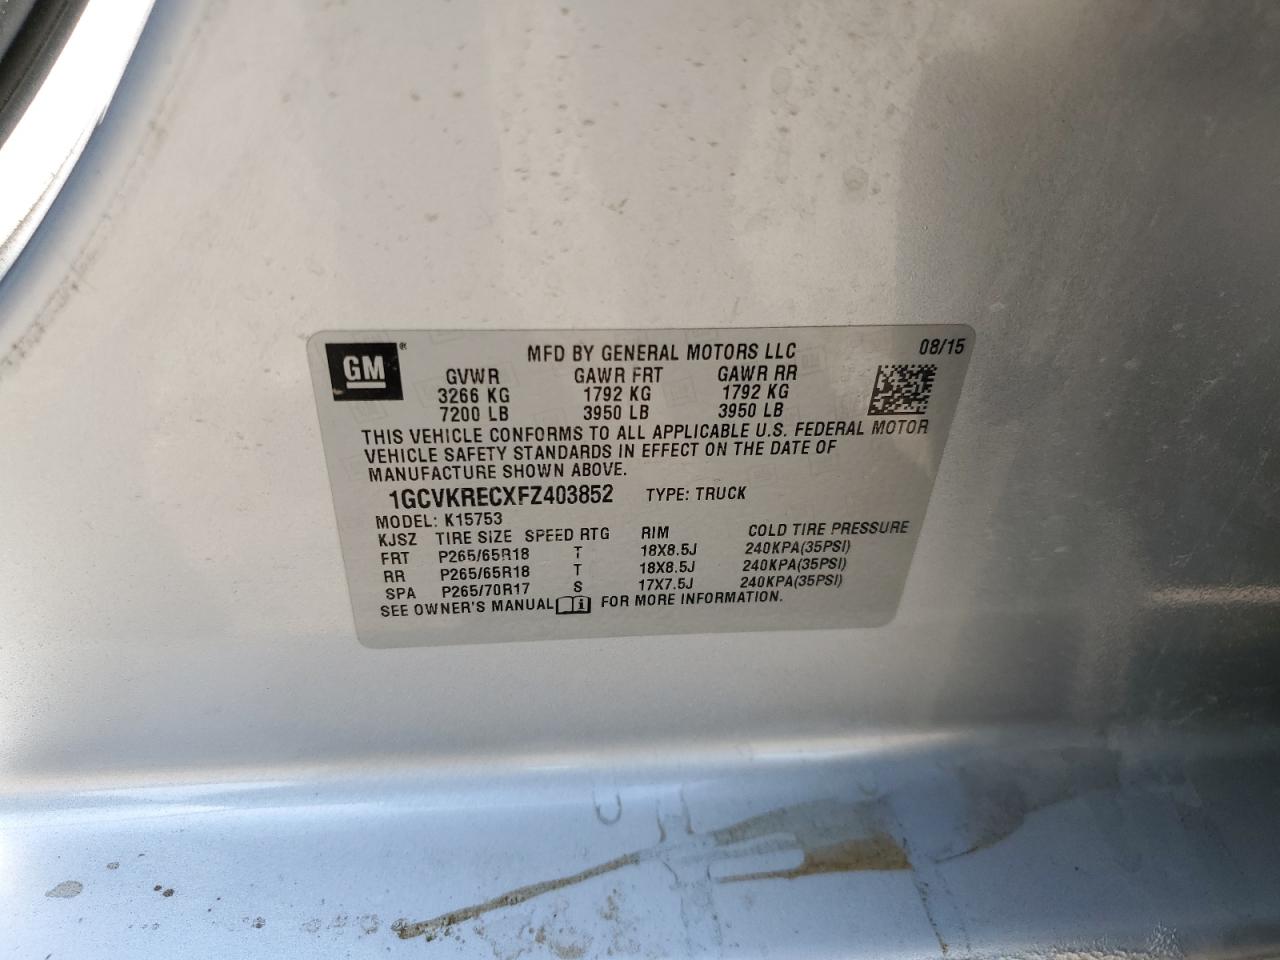 GM ® MFD BY GENERAL MOTORS LLC 08/15
GVWR GAWR FRT GAWR RR
3266 KG 1792 KG 1792 KG
7200 LB 3950 LB 3950 LB
THIS VEHICLE CONFORMS TO ALL APPLICABLE U.S. FEDERAL MOTOR
VEHICLE SAFETY STANDARDS IN EFFECT ON THE DATE OF
MANUFACTURE SHOWN ABOVE.
1GCVKRECXFZ403852 TYPE: TRUCK
MODEL: K15753
KJSZ TIRE SIZE SPEED RTG RIM COLD TIRE PRESSURE
FRT P265/65R18 T 18X8.5J 240KPA(35PSI)
RR P265/65R18 T 18X8.5J 240KPA(35PSI)
SPA P265/70R17 S 17X7.5J 240KPA(35PSI)
SEE OWNER'S MANUAL i FOR MORE INFORMATION.